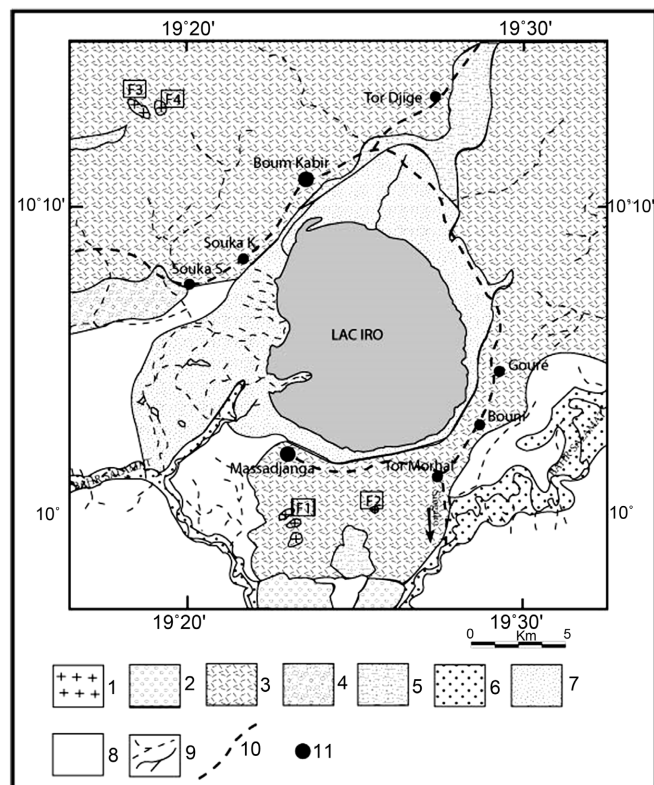 19°20' 19°30'
F3
F4
Tor Djige
Boum Kabir
10°10' 10°10'
Souka K.
Souka S.
LAC IRO
Gouré
Bouni
Massadjanga
Tor Morhal
F1
F2
10° 10°
19°20' 19°30'
0 Km 5
1 2 3 4 5 6 7
8 9 10 11